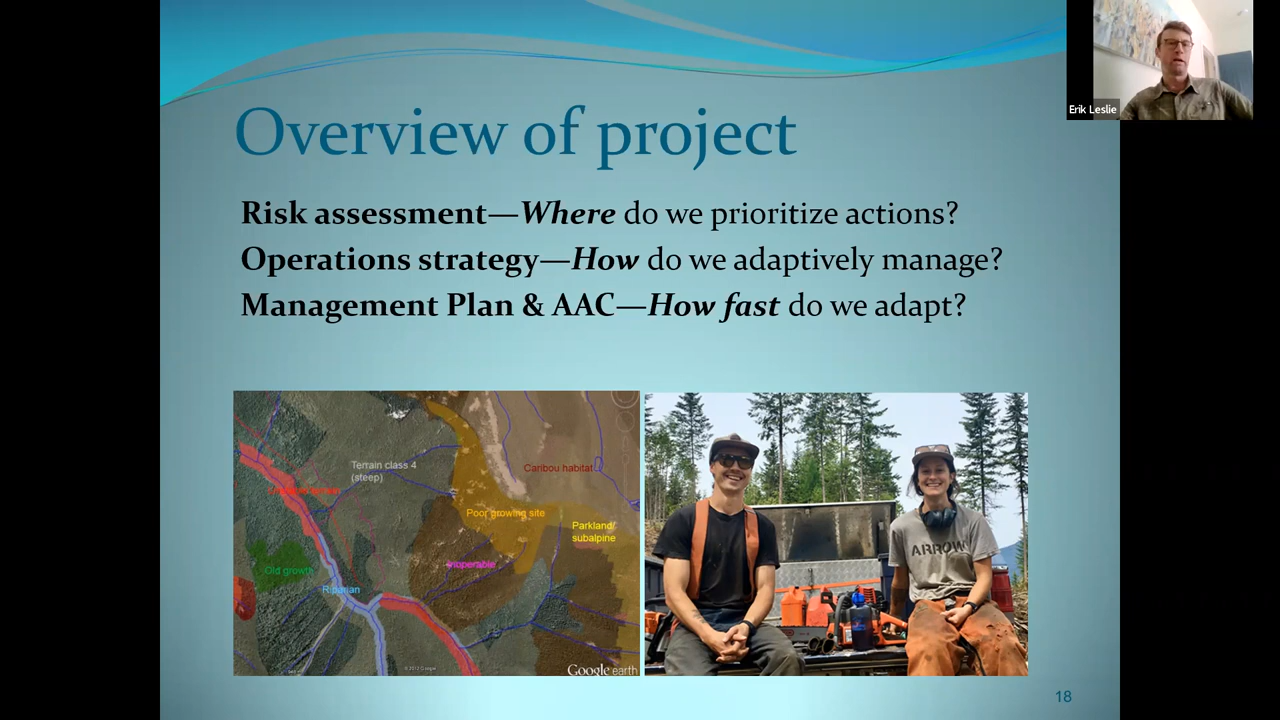 Erik Leslie
Overview of project
Risk assessment—Where do we prioritize actions?
Operations strategy—How do we adaptively manage?
Management Plan & AAC—How fast do we adapt?
Terrain class 4
(steep)
Caribou habitat
Poor growing site
Parkland/
subalpine
Old growth
Inoperable
Riparian
Google earth
ARROW
18